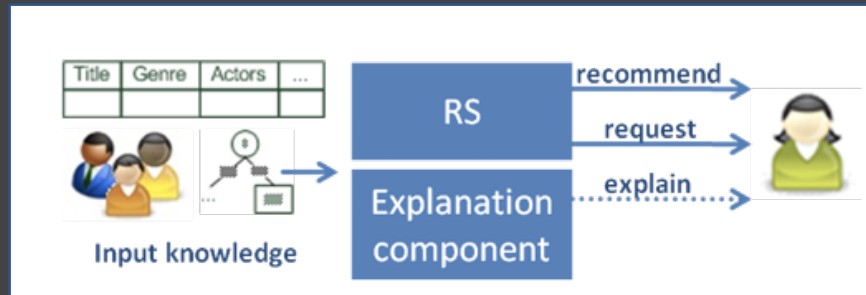 Title Genre Actors ...
RS
recommend
request
explain
$
...
Explanation
component
Input knowledge